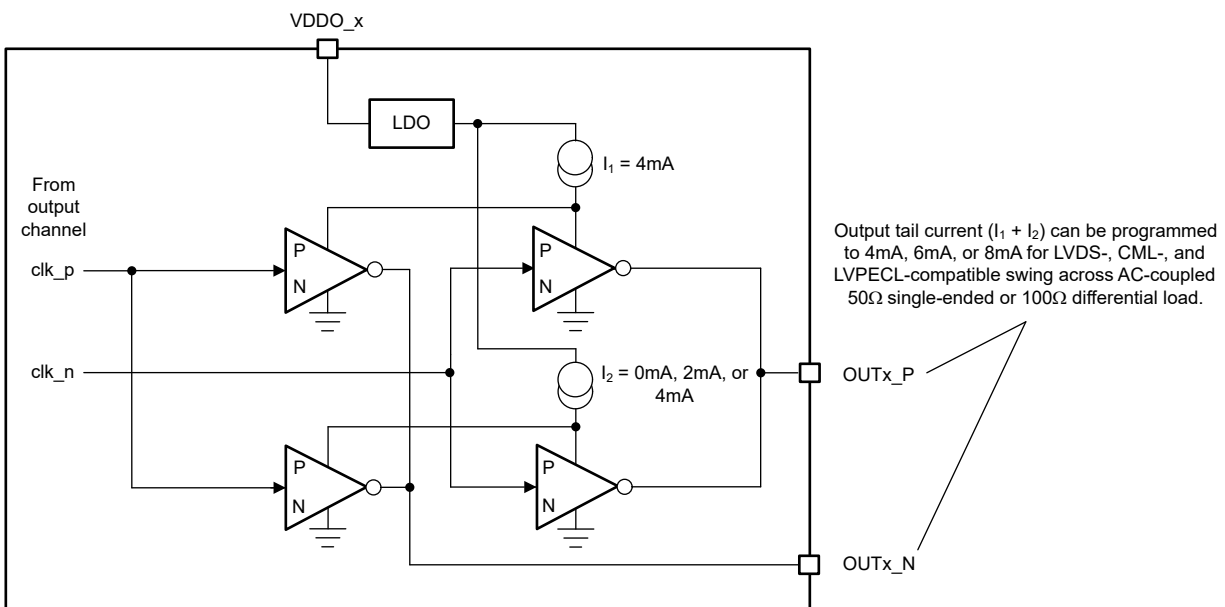 VDDO_x
LDO
I₁ = 4mA
From
output
channel
P
N
P
N
Output tail current (I₁ + I₂) can be programmed
to 4mA, 6mA, or 8mA for LVDS-, CML-, and
LVPECL-compatible swing across AC-coupled
50Ω single-ended or 100Ω differential load.
clk_p
clk_n
I₂ = 0mA, 2mA, or
4mA
OUTx_P
P
N
P
N
OUTx_N